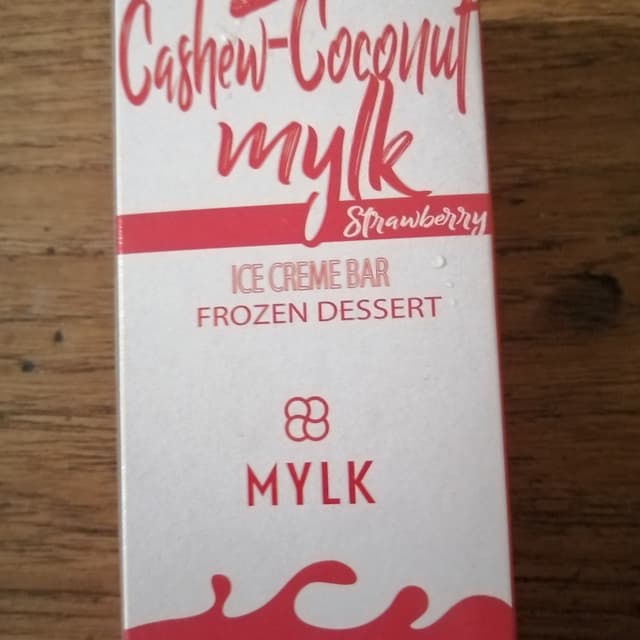 Cashew-Coconut
mylk
Strawberry
ICE CREME BAR
FROZEN DESSERT
MYLK